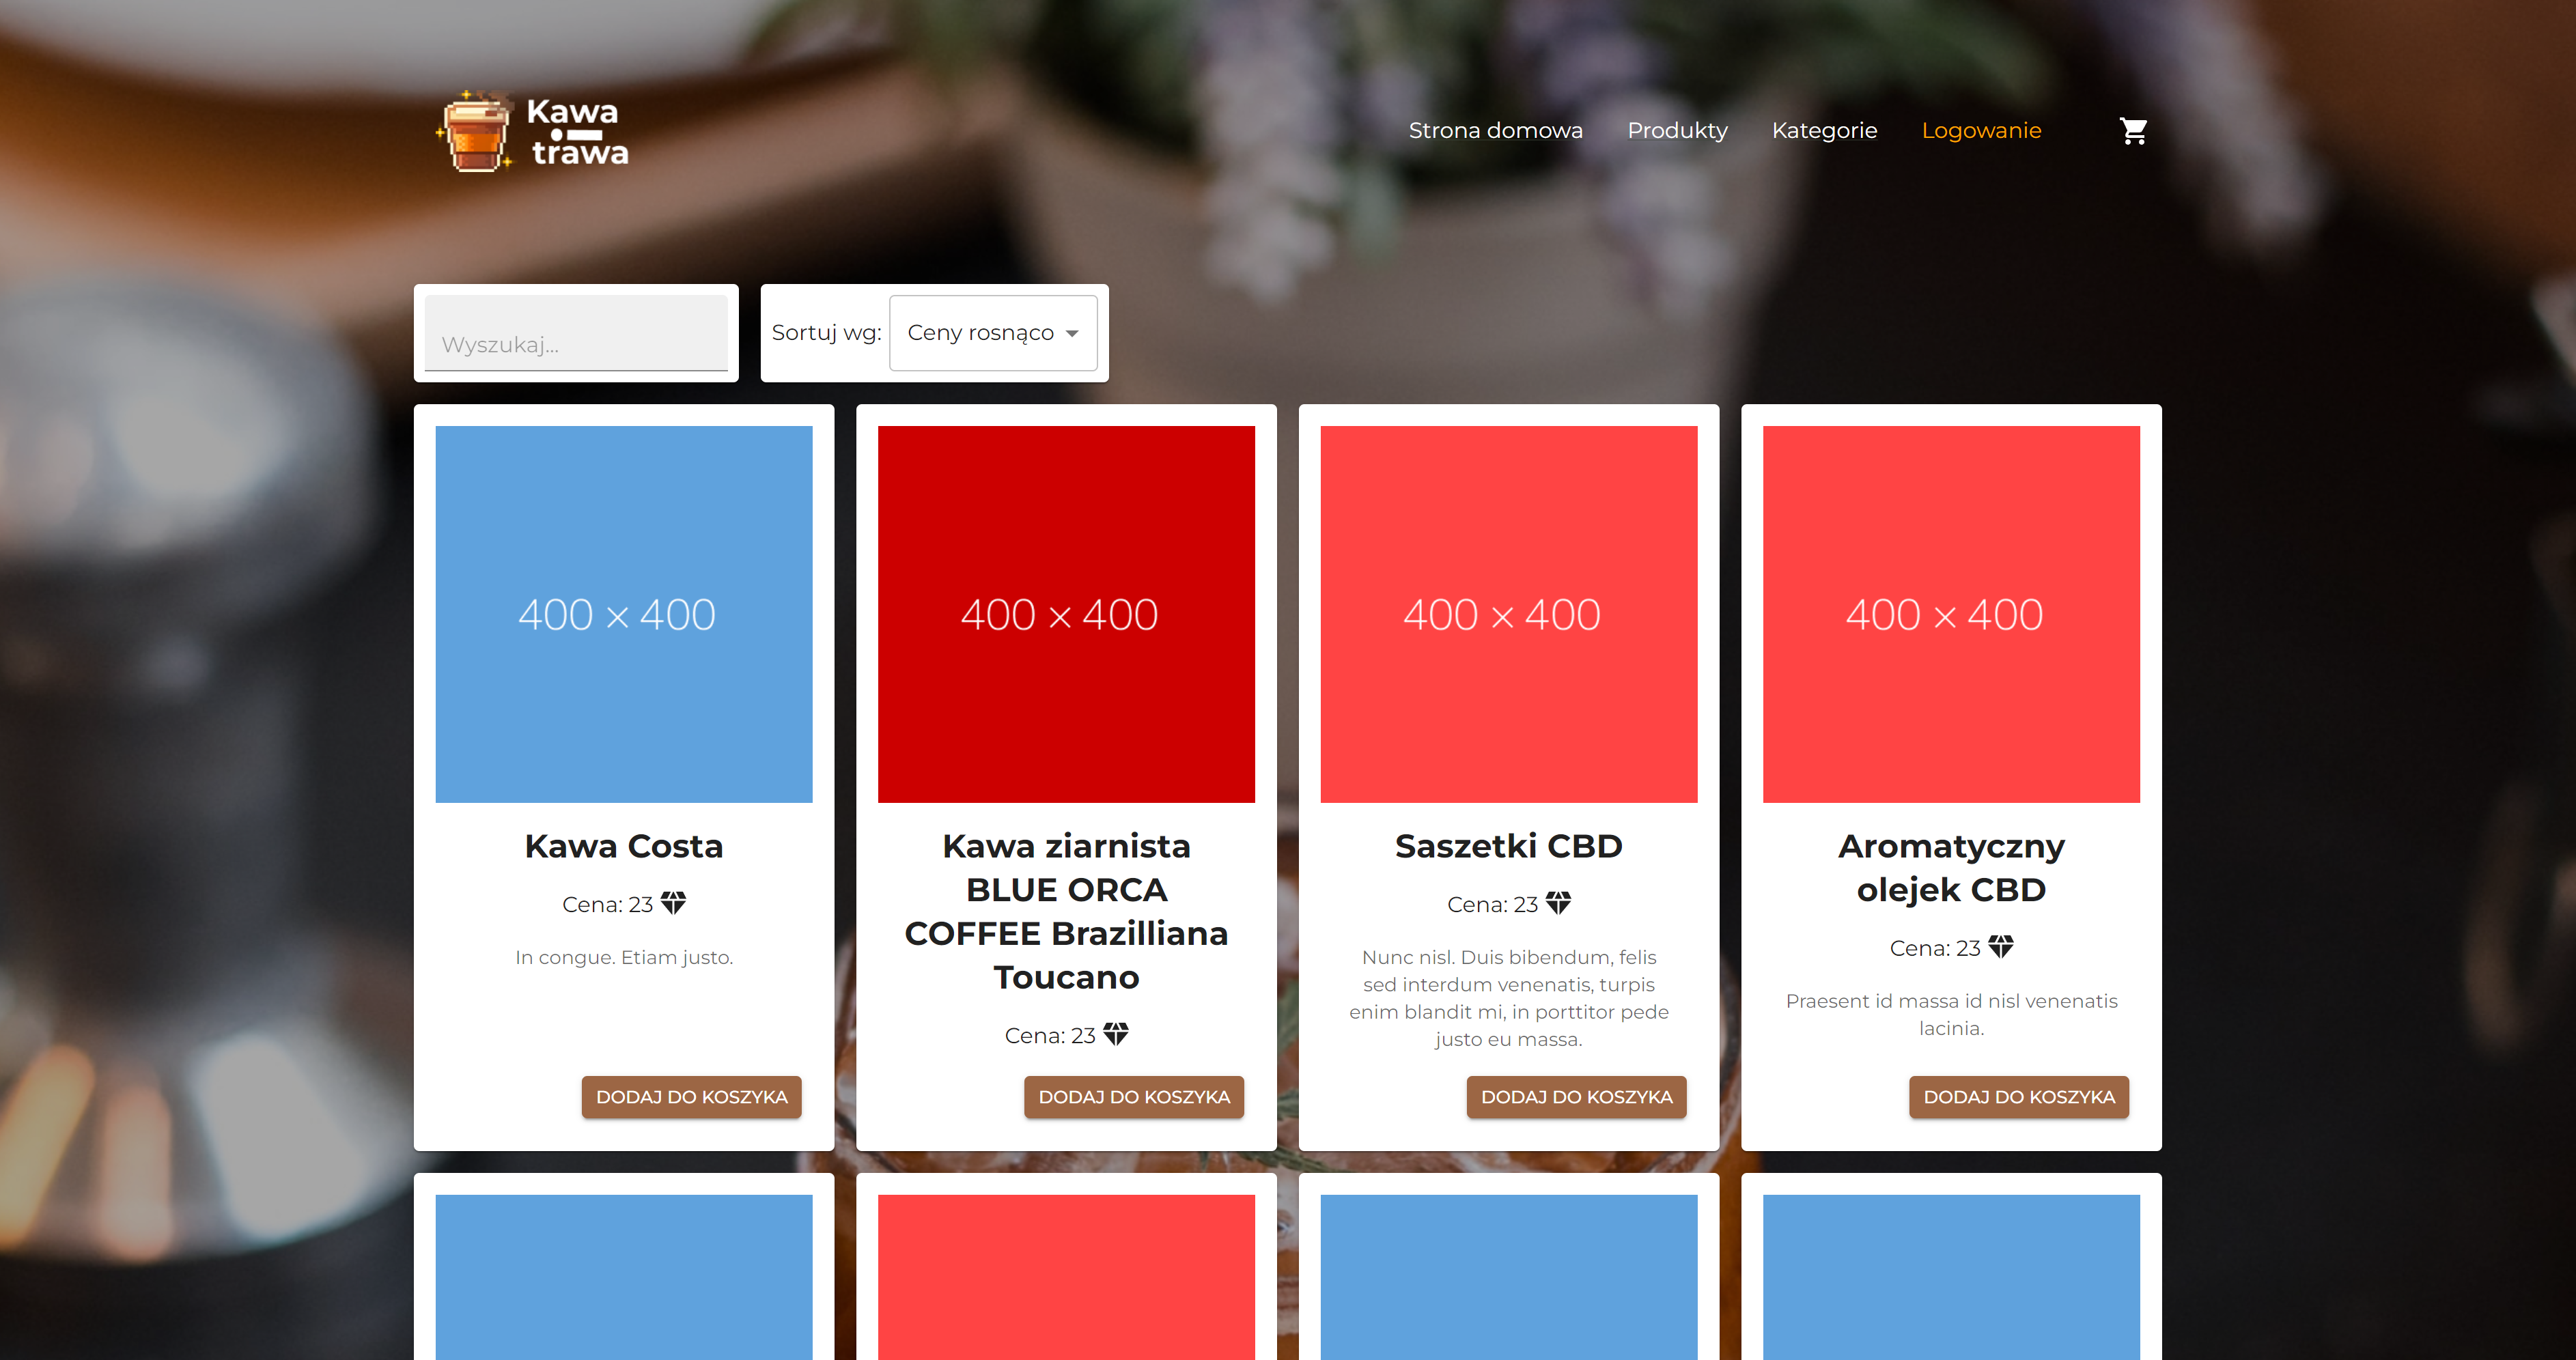 Kawa
i
trawa
Strona domowa
Produkty
Kategorie
Logowanie
Wyszukaj...
Sortuj wg:
Ceny rosnąco
400 × 400
400 × 400
400 × 400
400 × 400
Kawa Costa
Cena: 23
In congue. Etiam justo.
DODAJ DO KOSZYKA
Kawa ziarnista
BLUE ORCA
COFFEE Brazilliana
Toucano
Cena: 23
DODAJ DO KOSZYKA
Saszetki CBD
Cena: 23
Nunc nisl. Duis bibendum, felis
sed interdum venenatis, turpis
enim blandit mi, in porttitor pede
justo eu massa.
DODAJ DO KOSZYKA
Aromatyczny
olejek CBD
Cena: 23
Praesent id massa id nisl venenatis
lacinia.
DODAJ DO KOSZYKA